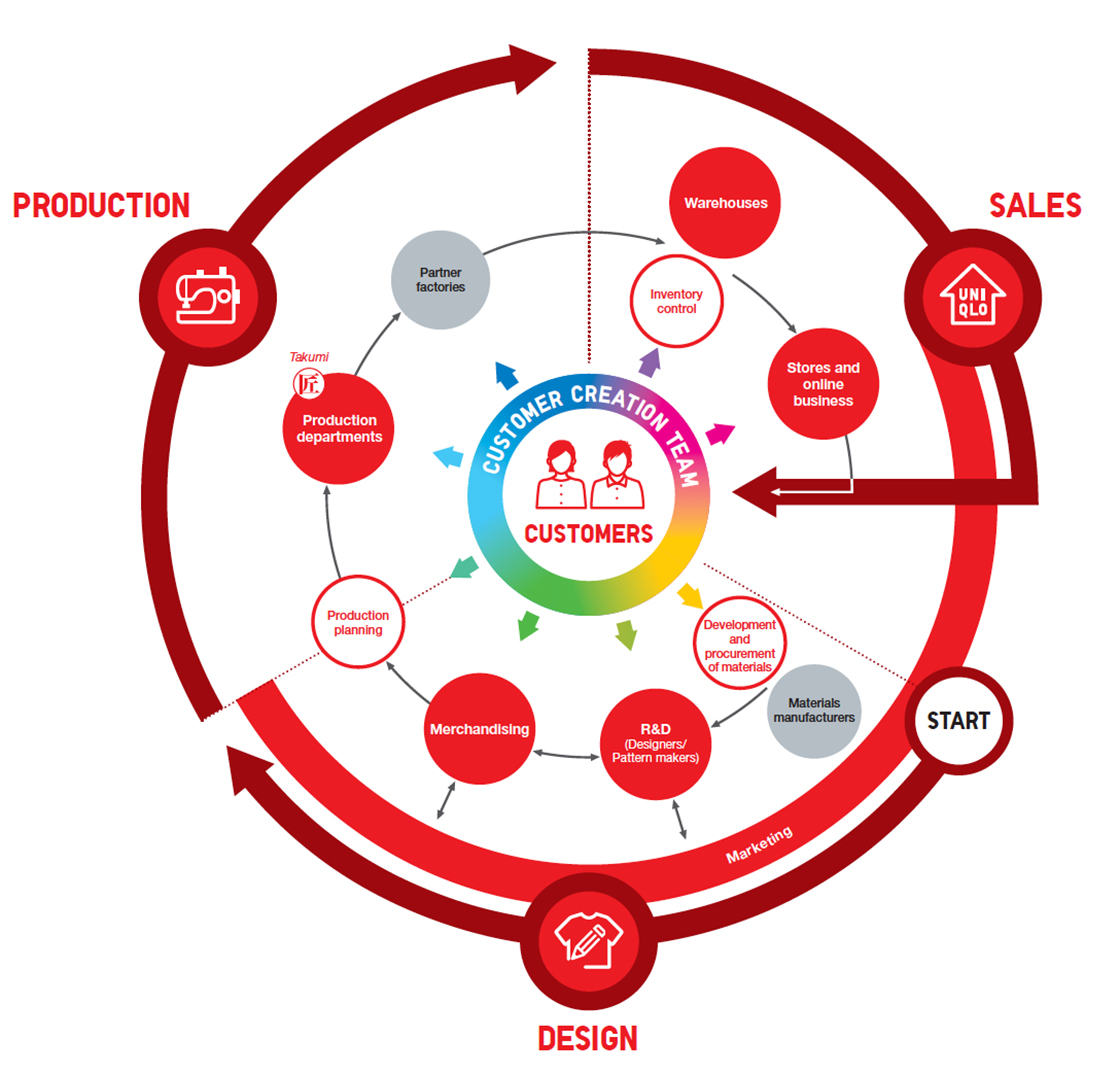 PRODUCTION
SALES
Warehouses
Partner
factories
Inventory
control
UNI
QLO
Takumi
匠
Production
departments
Stores and
online
business
CUSTOMER CREATION TEAM
CUSTOMERS
Production
planning
Development
and
procurement
of materials
Materials
manufacturers
Merchandising
R&D
(Designers/
Pattern makers)
START
Marketing
DESIGN